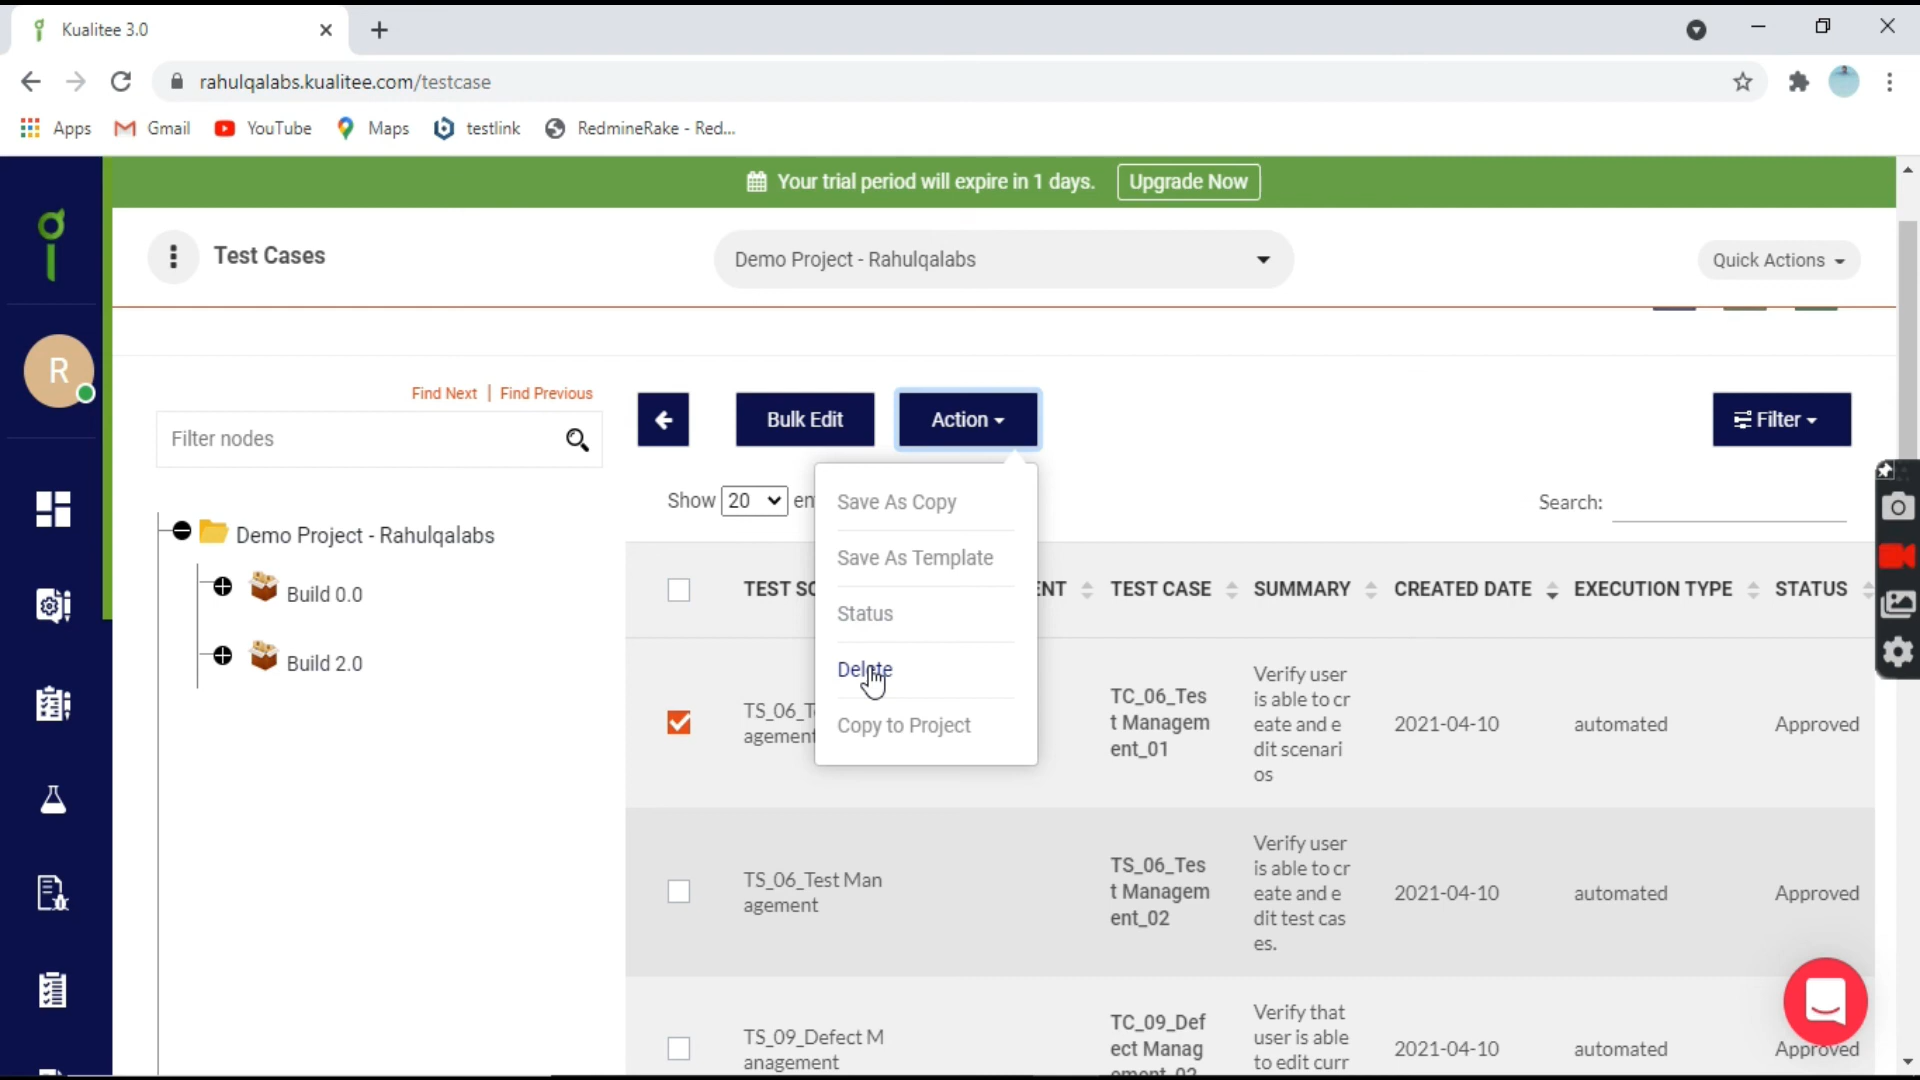 Kualitee 3.0
rahulqalabs.kualitee.com/testcase
Apps Gmail YouTube Maps testlink RedmineRake - Red...
Your trial period will expire in 1 days. Upgrade Now
Test Cases
Demo Project - Rahulqalabs
Quick Actions
R
Find Next | Find Previous
Filter nodes
Bulk Edit
Action
Filter
Show 20 en
Search:
Save As Copy
Save As Template
Status
Delete
Copy to Project
Demo Project - Rahulqalabs
Build 0.0
Build 2.0
TEST SC ENT TEST CASE SUMMARY CREATED DATE EXECUTION TYPE STATUS
TS_06_T
agement
TC_06_Tes
t Managem
ent_01
Verify user
is able to cr
eate and e
dit scenari
os
2021-04-10
automated
Approved
TS_06_Test Man
agement
TS_06_Tes
t Managem
ent_02
Verify user
is able to cr
eate and e
dit test cas
es.
2021-04-10
automated
Approved
TS_09_Defect M
anagement
TC_09_Def
ect Manag
ement_02
Verify that
user is able
to edit curr
2021-04-10
automated
Approved